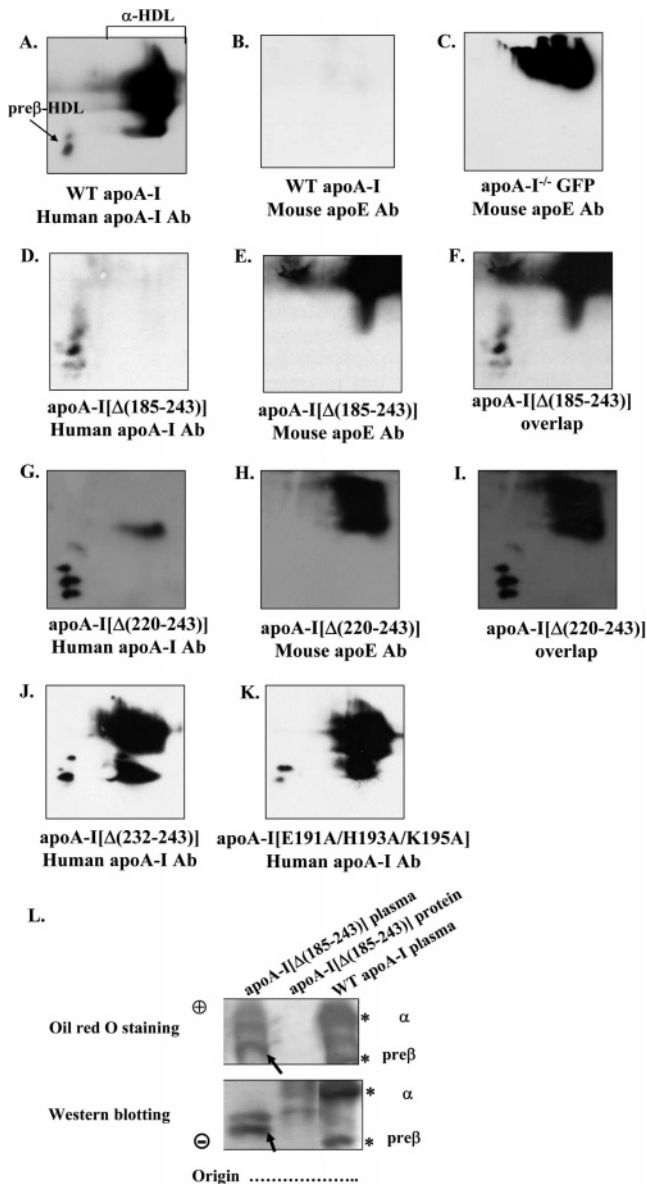 α-HDL
A.
B.
C.
preβ-HDL
WT apoA-I
Human apoA-I Ab
WT apoA-I
Mouse apoE Ab
apoA-I-/- GFP
Mouse apoE Ab
D.
E.
F.
apoA-I[Δ(185-243)]
Human apoA-I Ab
apoA-I[Δ(185-243)]
Mouse apoE Ab
apoA-I[Δ(185-243)]
overlap
G.
H.
I.
apoA-I[Δ(220-243)]
Human apoA-I Ab
apoA-I[Δ(220-243)]
Mouse apoE Ab
apoA-I[Δ(220-243)]
overlap
J.
K.
apoA-I[Δ(232-243)]
Human apoA-I Ab
apoA-I[E191A/H193A/K195A]
Human apoA-I Ab
L.
apoA-I[Δ(185-243)] plasma
apoA-I[Δ(185-243)] protein
WT apoA-I plasma
⊕
Oil red O staining
* α
* preβ
Western blotting
* α
⊖
* preβ
Origin ......................